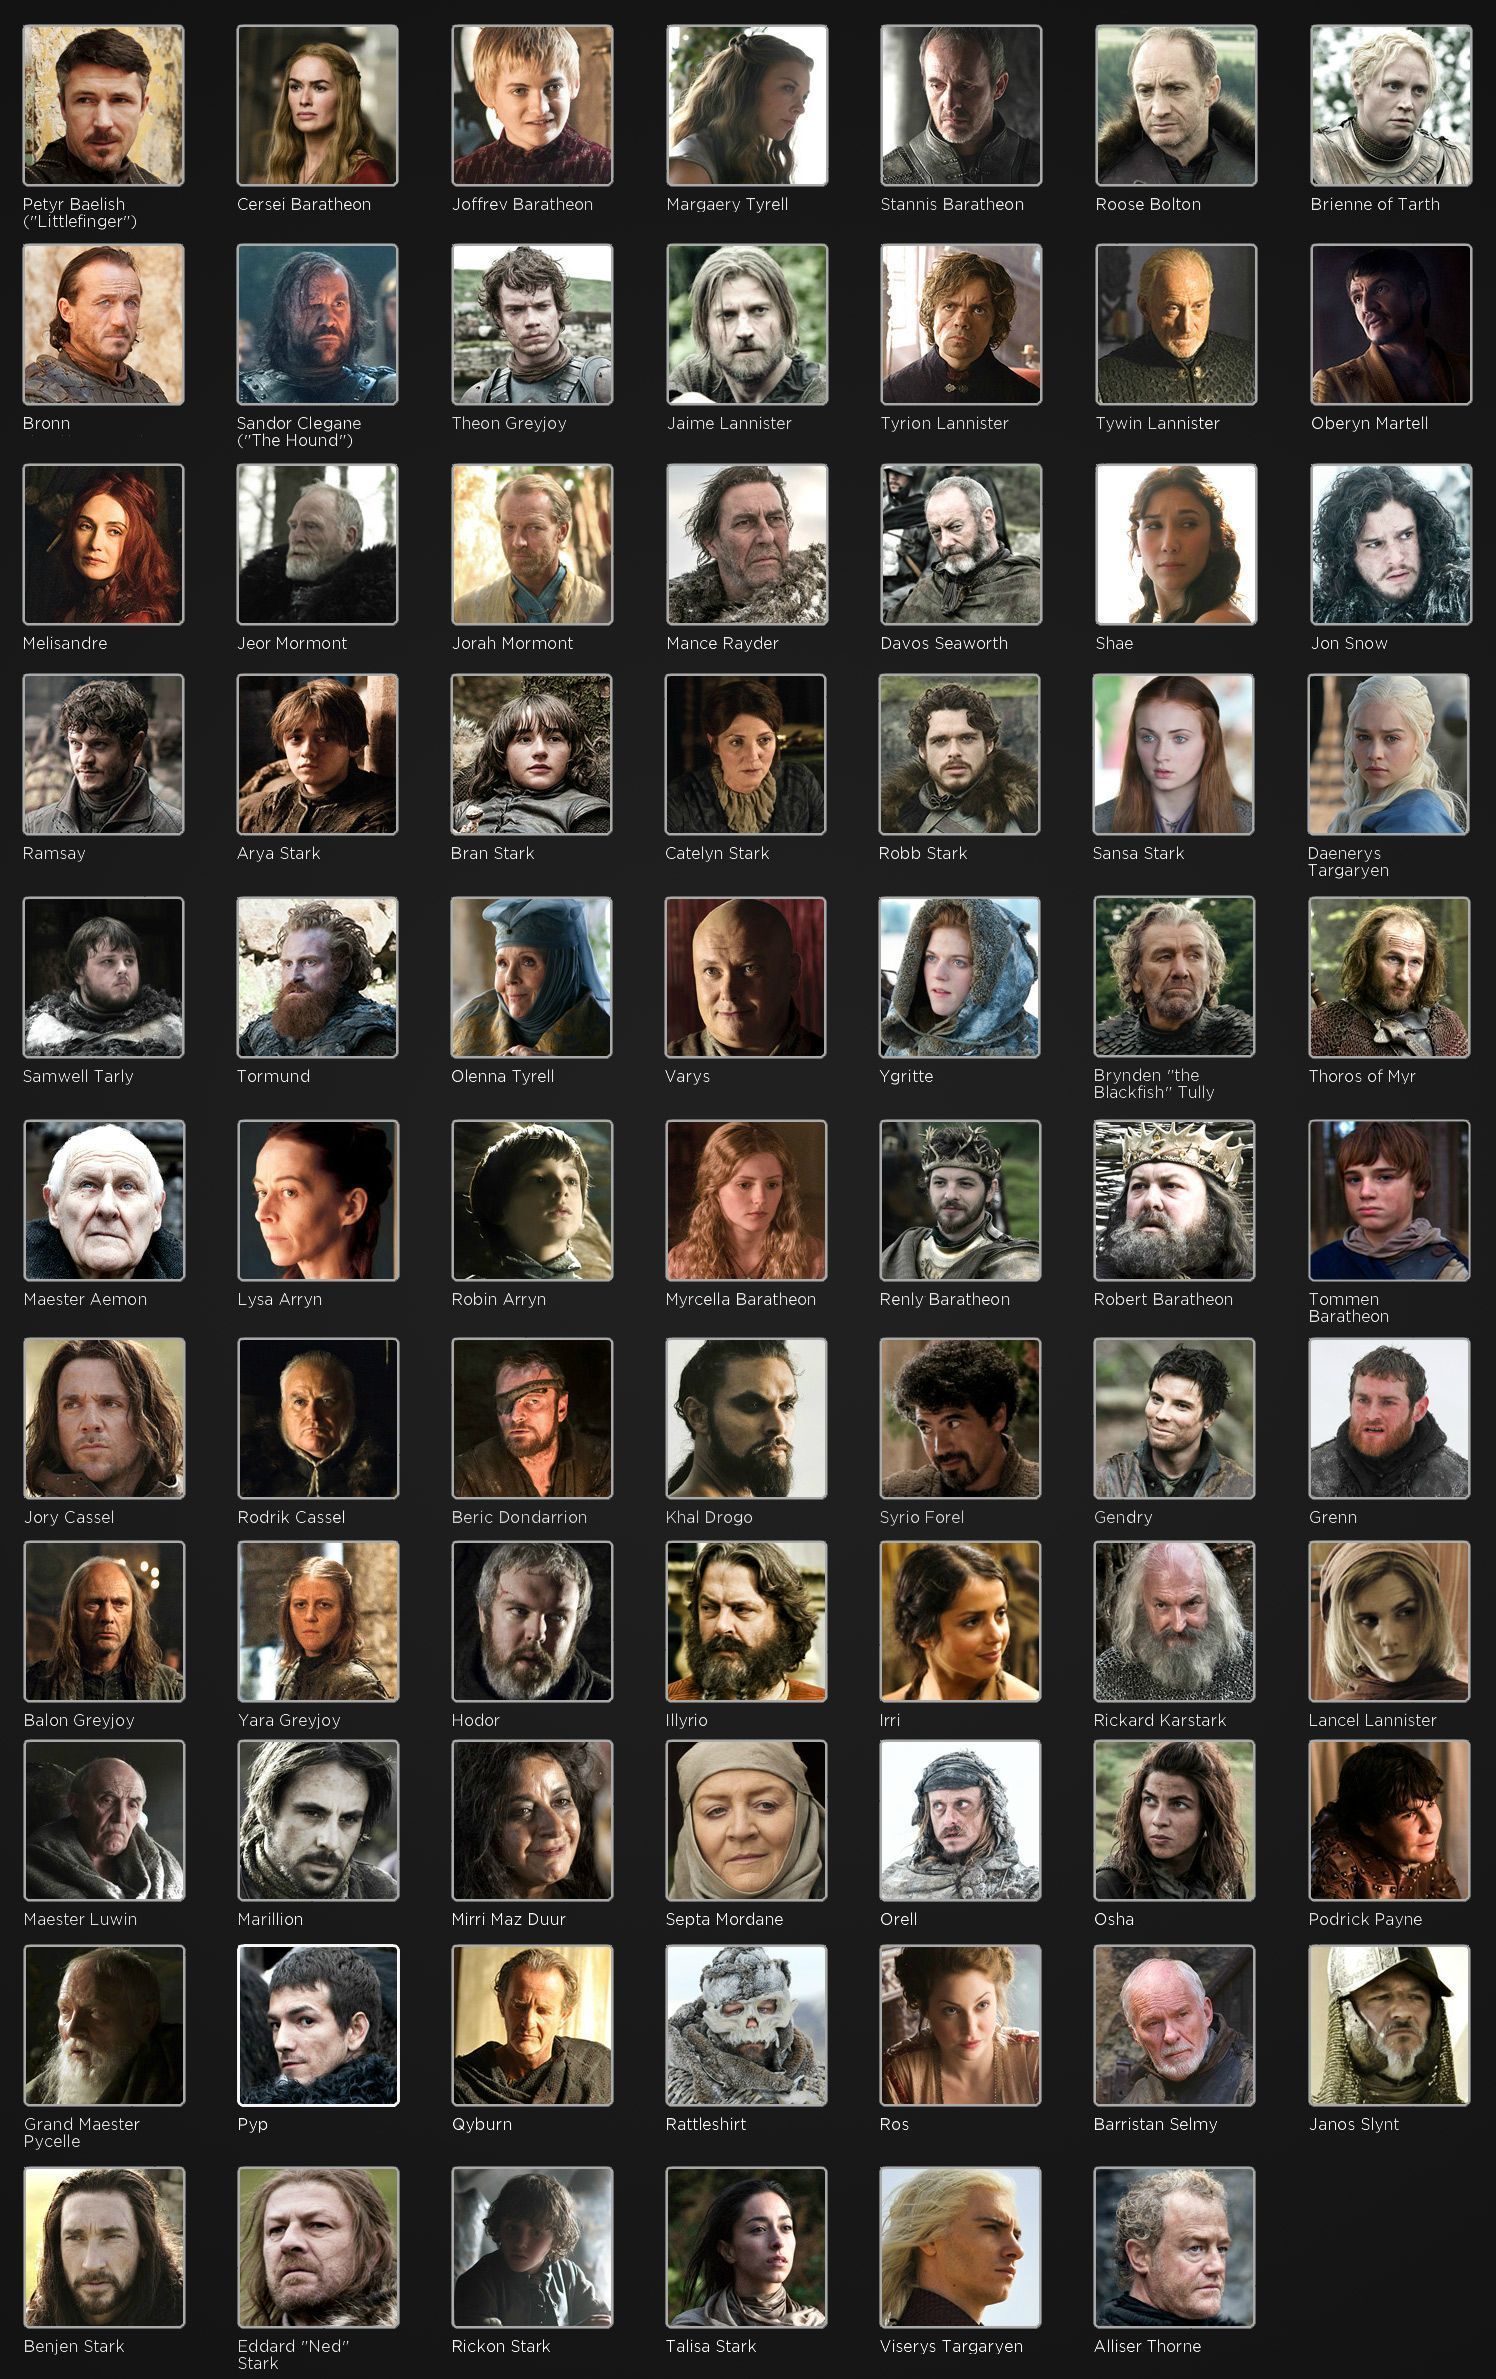 Petyr Baelish
("Littlefinger")
Cersei Baratheon
Joffrey Baratheon
Margaery Tyrell
Stannis Baratheon
Roose Bolton
Brienne of Tarth
Bronn
Sandor Clegane
("The Hound")
Theon Greyjoy
Jaime Lannister
Tyrion Lannister
Tywin Lannister
Oberyn Martell
Melisandre
Jeor Mormont
Jorah Mormont
Mance Rayder
Davos Seaworth
Shae
Jon Snow
Ramsay
Arya Stark
Bran Stark
Catelyn Stark
Robb Stark
Sansa Stark
Daenerys
Targaryen
Samwell Tarly
Tormund
Olenna Tyrell
Varys
Ygritte
Brynden "the
Blackfish" Tully
Thoros of Myr
Maester Aemon
Lysa Arryn
Robin Arryn
Myrcella Baratheon
Renly Baratheon
Robert Baratheon
Tommen
Baratheon
Jory Cassel
Rodrik Cassel
Beric Dondarrion
Khal Drogo
Syrio Forel
Gendry
Grenn
Balon Greyjoy
Yara Greyjoy
Hodor
Illyrio
Irri
Rickard Karstark
Lancel Lannister
Maester Luwin
Marillion
Mirri Maz Duur
Septa Mordane
Orell
Osha
Podrick Payne
Grand Maester
Pycelle
Pyp
Qyburn
Rattleshirt
Ros
Barristan Selmy
Janos Slynt
Benjen Stark
Eddard "Ned"
Stark
Rickon Stark
Talisa Stark
Viserys Targaryen
Alliser Thorne